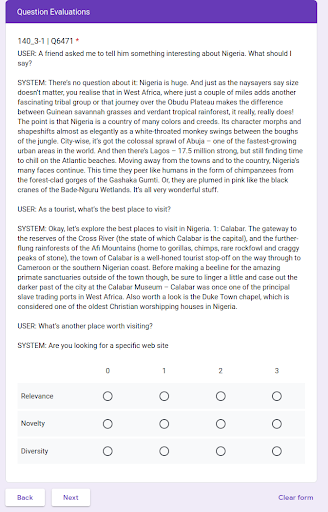 Question Evaluations
140_3-1 | Q6471 *
USER: A friend asked me to tell him something interesting about Nigeria. What should I
say?
SYSTEM: There's no question about it: Nigeria is huge. And just as the naysayers say size
doesn't matter, you realise that in West Africa, where just a couple of miles adds another
fascinating tribal group or that journey over the Obudu Plateau makes the difference
between Guinean savannah grasses and verdant tropical rainforest, it really, really does!
The point is that Nigeria is a country of many colors and creeds. Its character morphs and
shapeshifts almost as elegantly as a white-throated monkey swings between the boughs
of the jungle. City-wise, it's got the colossal sprawl of Abuja – one of the fastest-growing
urban areas in the world. And then there's Lagos – 17.5 million strong, but still finding time
to chill on the Atlantic beaches. Moving away from the towns and to the country, Nigeria's
many faces continue. This time they peer like humans in the form of chimpanzees from
the forest-clad gorges of the Gashaka Gumti. Or, they are plumed in pink like the black
cranes of the Bade-Nguru Wetlands. It's all very wonderful stuff.
USER: As a tourist, what's the best place to visit?
SYSTEM: Okay, let's explore the best places to visit in Nigeria. 1: Calabar. The gateway to
the reserves of the Cross River (the state of which Calabar is the capital), and the further-
flung rainforests of the Afi Mountains (home to gorillas, chimps, rare rockfowl and craggy
peaks of stone), the town of Calabar is a well-honed tourist stop-off on the way through to
Cameroon or the southern Nigerian coast. Before making a beeline for the amazing
primate sanctuaries outside of the town though, be sure to linger a little and case out the
darker past of the city at the Calabar Museum – Calabar was once one of the principal
slave trading ports in West Africa. Also worth a look is the Duke Town chapel, which is
considered one of the oldest Christian worshipping houses in Nigeria.
USER: What's another place worth visiting?
SYSTEM: Are you looking for a specific web site
0 1 2 3
Relevance
Novelty
Diversity
Back Next Clear form